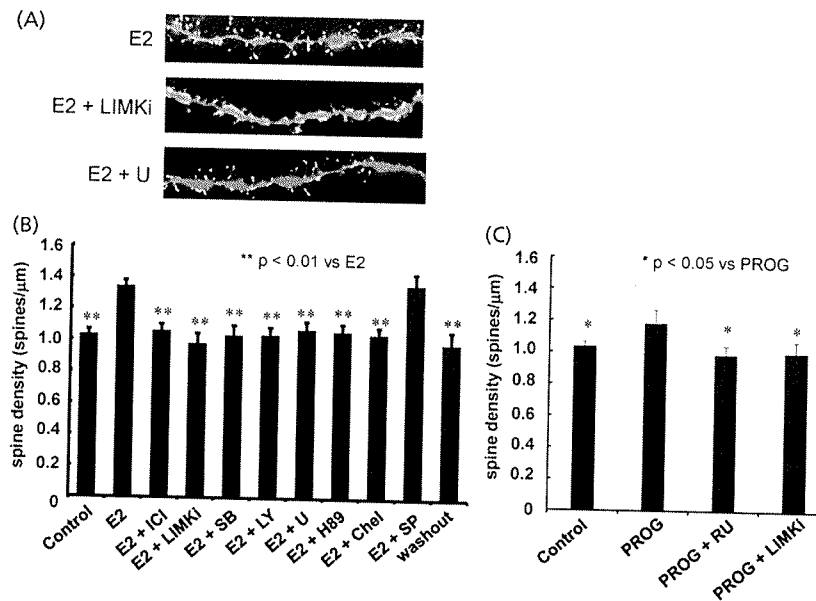 (A)
E2
E2 + LIMKi
E2 + U
(B)
** p < 0.01 vs E2
spine density (spines/μm)
1.6
1.4
1.2
1.0
0.8
0.6
0.4
0.2
0
** ** ** ** ** ** ** ** **
Control
E2
E2 + ICI
E2 + LIMKi
E2 + SB
E2 + LY
E2 + U
E2 + H89
E2 + Chel
E2 + SP
washout
(C)
* p < 0.05 vs PROG
spine density (spines/μm)
1.6
1.4
1.2
1.0
0.8
0.6
0.4
0.2
0
* * *
Control
PROG
PROG + RU
PROG + LIMKi